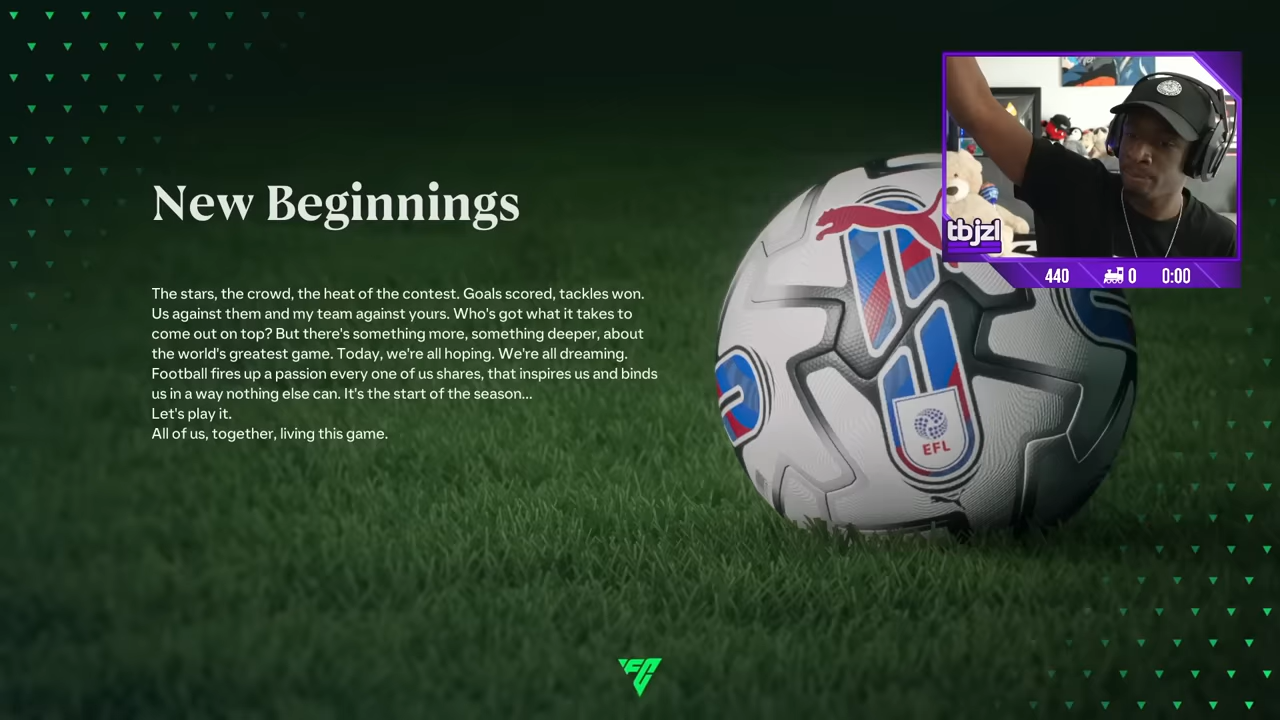 New Beginnings
The stars, the crowd, the heat of the contest. Goals scored, tackles won.
Us against them and my team against yours. Who's got what it takes to
come out on top? But there's something more, something deeper, about
the world's greatest game. Today, we're all hoping. We're all dreaming.
Football fires up a passion every one of us shares, that inspires us and binds
us in a way nothing else can. It's the start of the season...
Let's play it.
All of us, together, living this game.
EFL
tbjzl
440
0
0:00